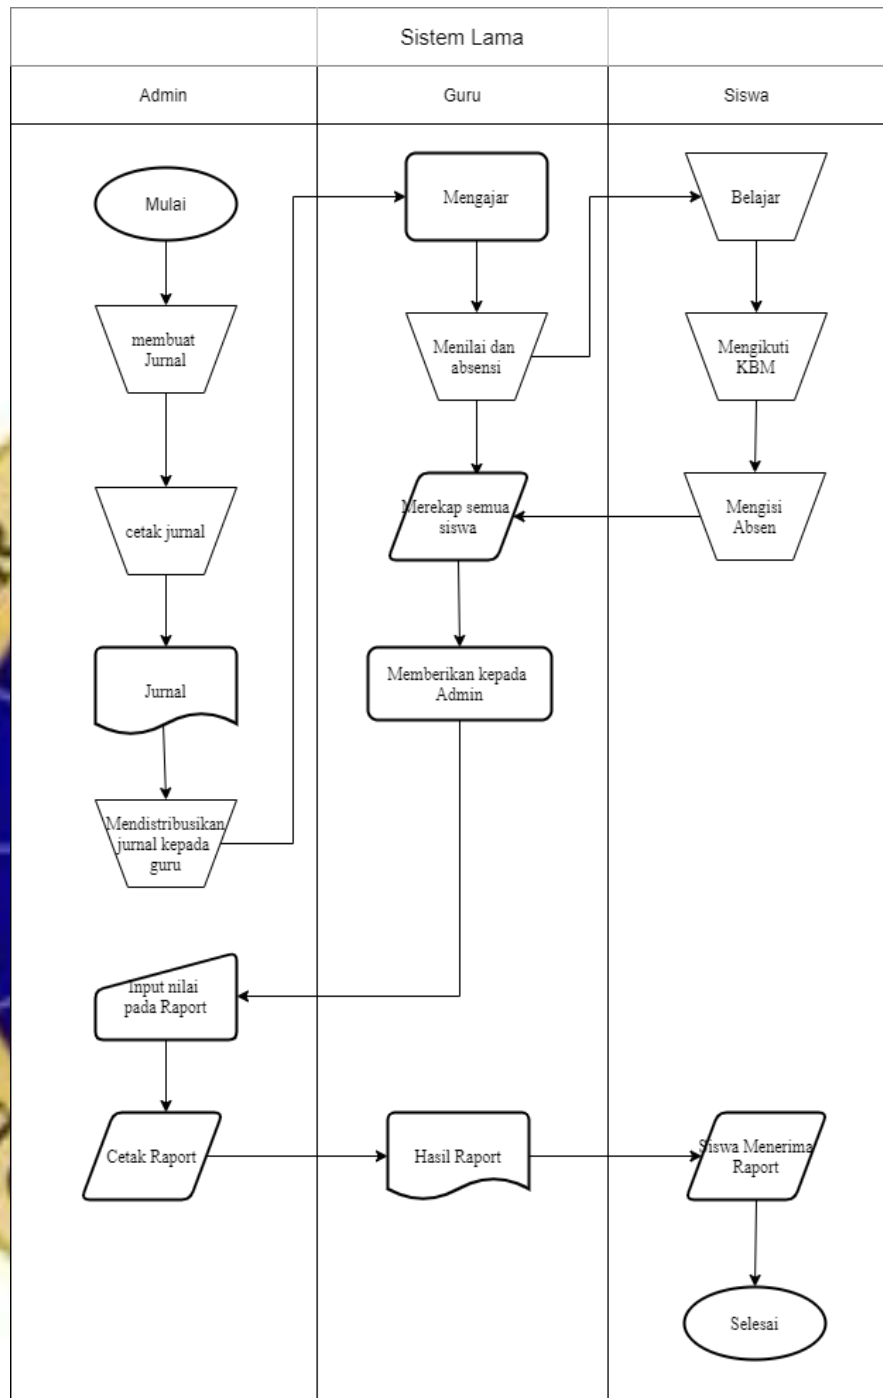 Sistem Lama
Admin
Guru
Siswa
Mulai
membuat
Jurnal
cetak jurnal
Jurnal
Mendistribusikan
jurnal kepada
guru
Mengajar
Menilai dan
absensi
Belajar
Mengikuti
KBM
Mengisi
Absen
Merekap semua
siswa
Memberikan kepada
Admin
Input nilai
pada Raport
Cetak Raport
Hasil Raport
Siswa Menerima
Raport
Selesai